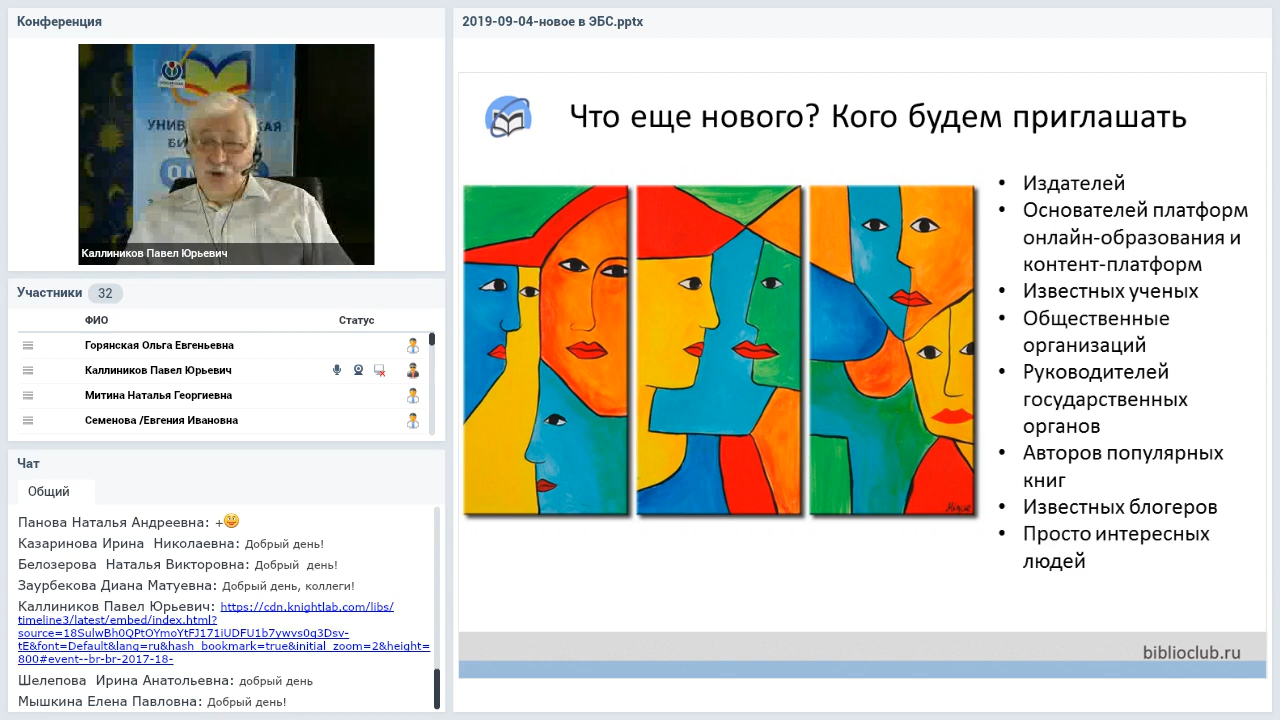 Конференция
УНИВ
СКАЯ
БИ
Каллиников Павел Юрьевич
Участники 32
ФИО Статус
Горянская Ольга Евгеньевна
Каллиников Павел Юрьевич
Митина Наталья Георгиевна
Семенова /Евгения Ивановна
Чат
Общий
Панова Наталья Андреевна: +
Казаринова Ирина Николаевна: Добрый день!
Белозерова Наталья Викторовна: Добрый день!
Заурбекова Диана Матуевна: Добрый день, коллеги!
Каллиников Павел Юрьевич: https://cdn.knightlab.com/libs/
timeline3/latest/embed/index.html?
source=18SulwBh0QPtOYmoYtFJ171iUDFU1b7ywvs0q3Dsv-
tE&font=Default&lang=ru&hash_bookmark=true&initial_zoom=2&height=
800#event--br-br-2017-18-
Шелепова Ирина Анатольевна: добрый день
Мышкина Елена Павловна: Добрый день!
2019-09-04-новое в ЭБС.pptx
Что еще нового? Кого будем приглашать
• Издателей
• Основателей платформ
онлайн-образования и
контент-платформ
• Известных ученых
• Общественные
организаций
• Руководителей
государственных
органов
• Авторов популярных
книг
• Известных блогеров
• Просто интересных
людей
biblioclub.ru